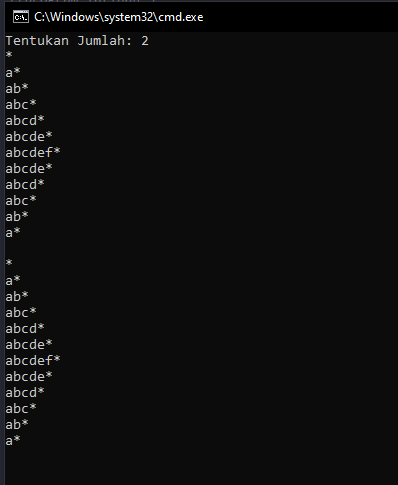 C:\Windows\system32\cmd.exe
Tentukan Jumlah: 2
*
a*
ab*
abc*
abcd*
abcde*
abcdef*
abcde*
abcd*
abc*
ab*
a*

*
a*
ab*
abc*
abcd*
abcde*
abcdef*
abcde*
abcd*
abc*
ab*
a*